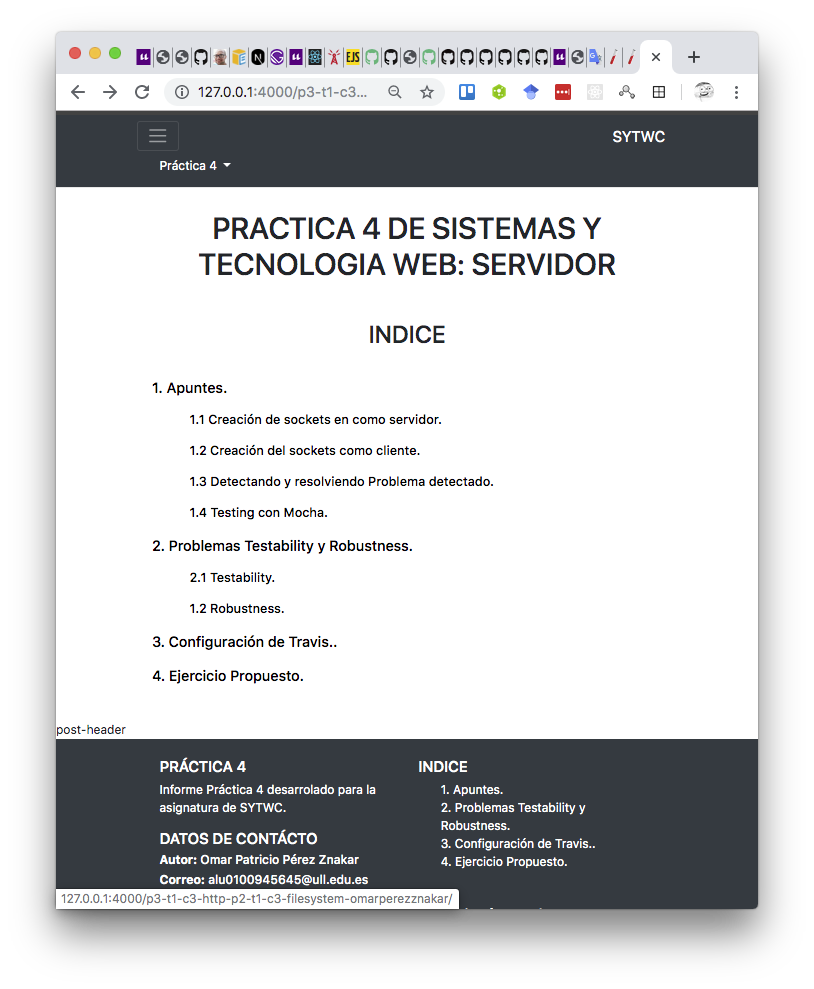 EJS
127.0.0.1:4000/p3-t1-c3...
SYTWC
Práctica 4
PRACTICA 4 DE SISTEMAS Y
TECNOLOGIA WEB: SERVIDOR
INDICE
1. Apuntes.
1.1 Creación de sockets en como servidor.
1.2 Creación del sockets como cliente.
1.3 Detectando y resolviendo Problema detectado.
1.4 Testing con Mocha.
2. Problemas Testability y Robustness.
2.1 Testability.
1.2 Robustness.
3. Configuración de Travis..
4. Ejercicio Propuesto.
post-header
PRÁCTICA 4
Informe Práctica 4 desarrolado para la
asignatura de SYTWC.
DATOS DE CONTÁCTO
Autor: Omar Patricio Pérez Znakar
Correo: alu0100945645@ull.edu.es
INDICE
1. Apuntes.
2. Problemas Testability y
Robustness.
3. Configuración de Travis..
4. Ejercicio Propuesto.
127.0.0.1:4000/p3-t1-c3-http-p2-t1-c3-filesystem-omarperezznakar/